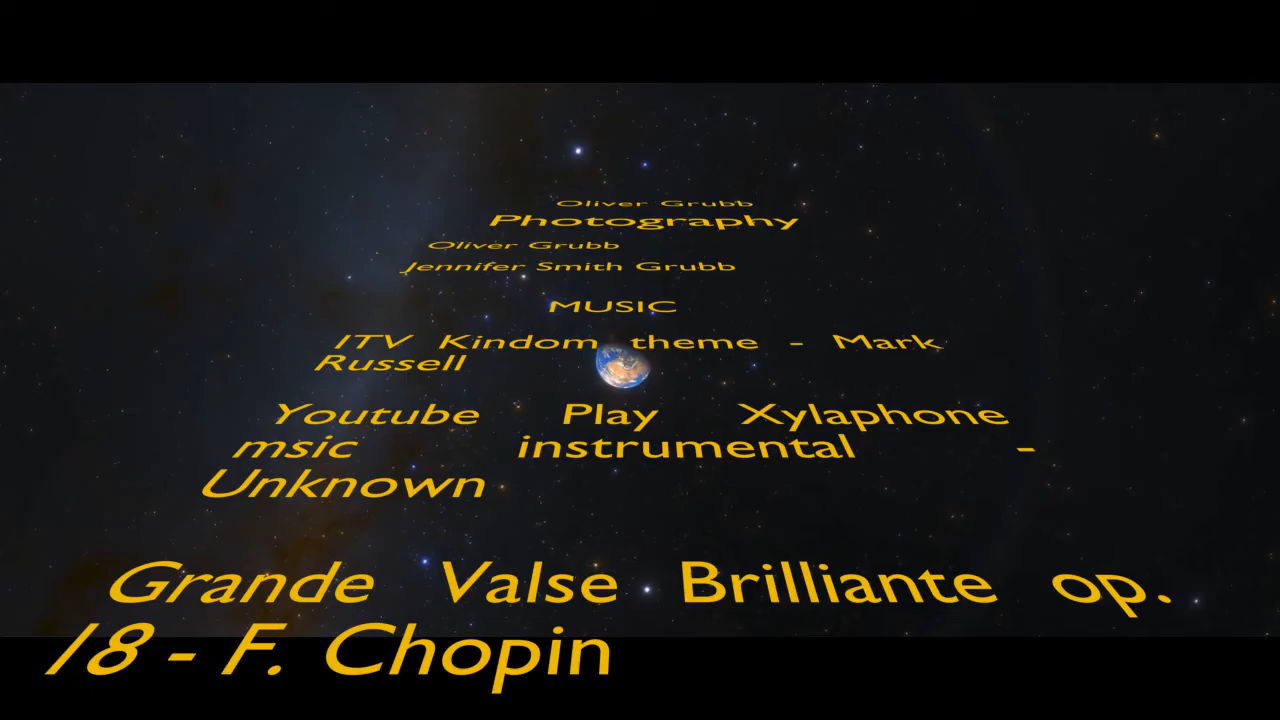 Oliver Grubb
Photography
Oliver Grubb
Jennifer Smith Grubb
MUSIC
ITV Kindom theme - Mark
Russell
Youtube Play Xylaphone
msic instrumental -
Unknown
Grande Valse Brilliante op.
18 - F. Chopin